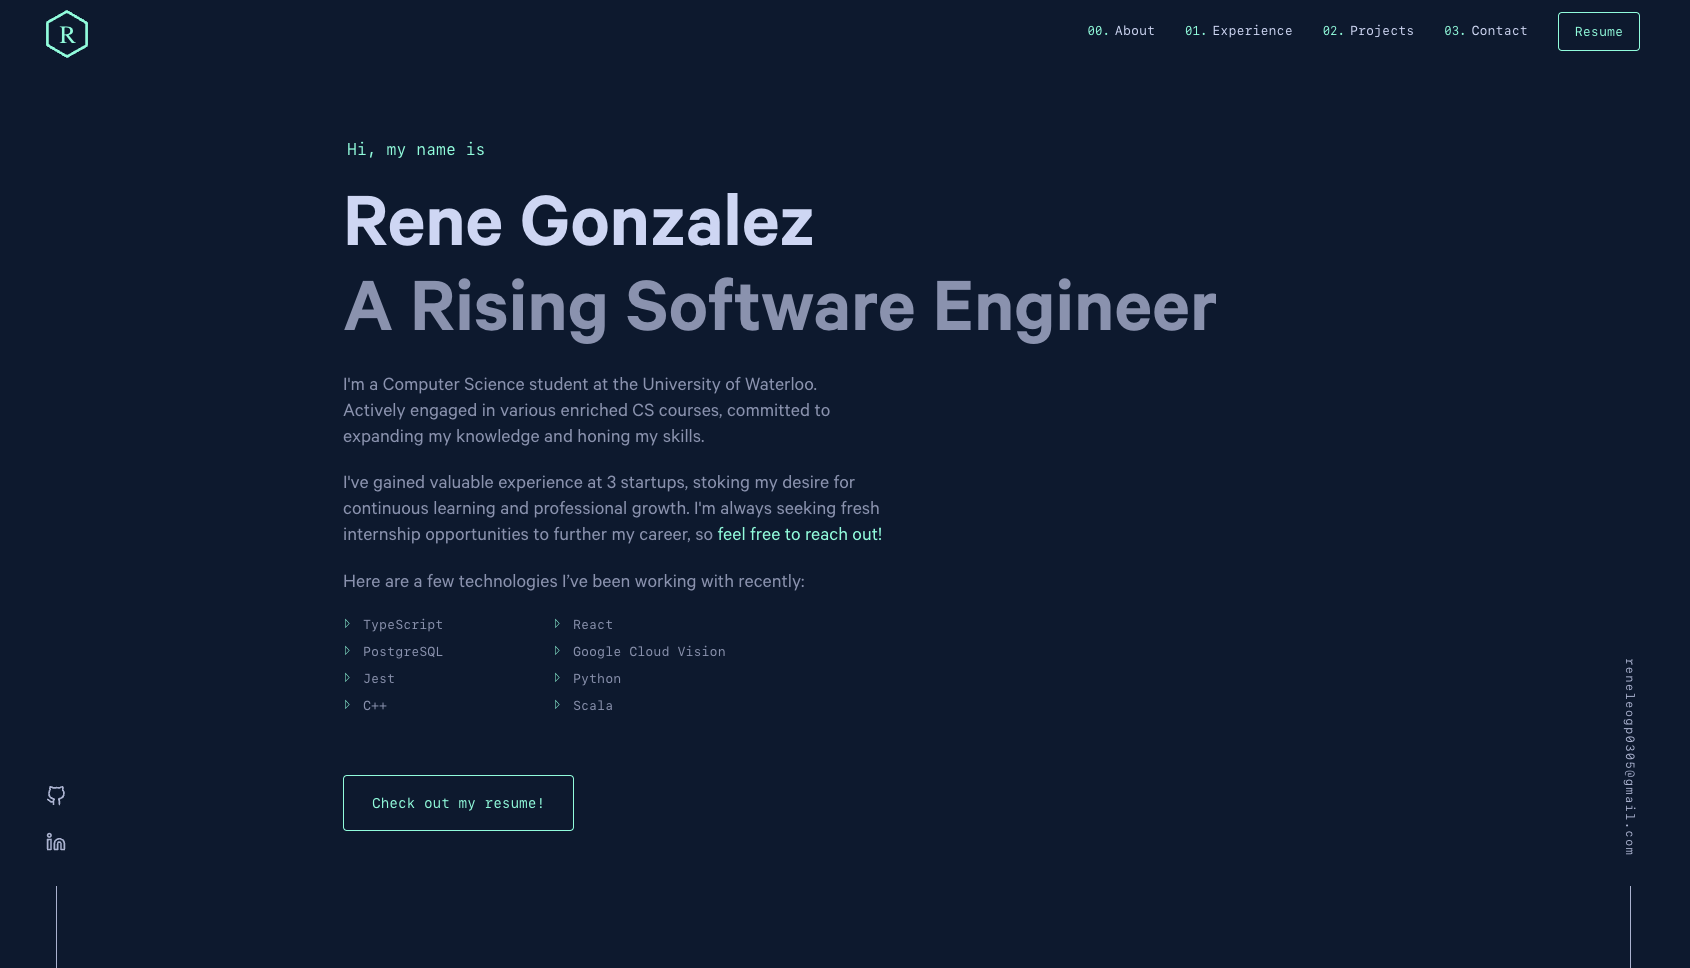 R
00. About
01. Experience
02. Projects
03. Contact
Resume
Hi, my name is
Rene Gonzalez
A Rising Software Engineer
I'm a Computer Science student at the University of Waterloo.
Actively engaged in various enriched CS courses, committed to
expanding my knowledge and honing my skills.
I've gained valuable experience at 3 startups, stoking my desire for
continuous learning and professional growth. I'm always seeking fresh
internship opportunities to further my career, so feel free to reach out!
Here are a few technologies I’ve been working with recently:
TypeScript
React
PostgreSQL
Google Cloud Vision
Jest
Python
C++
Scala
Check out my resume!
in
reneleogp0305@gmail.com